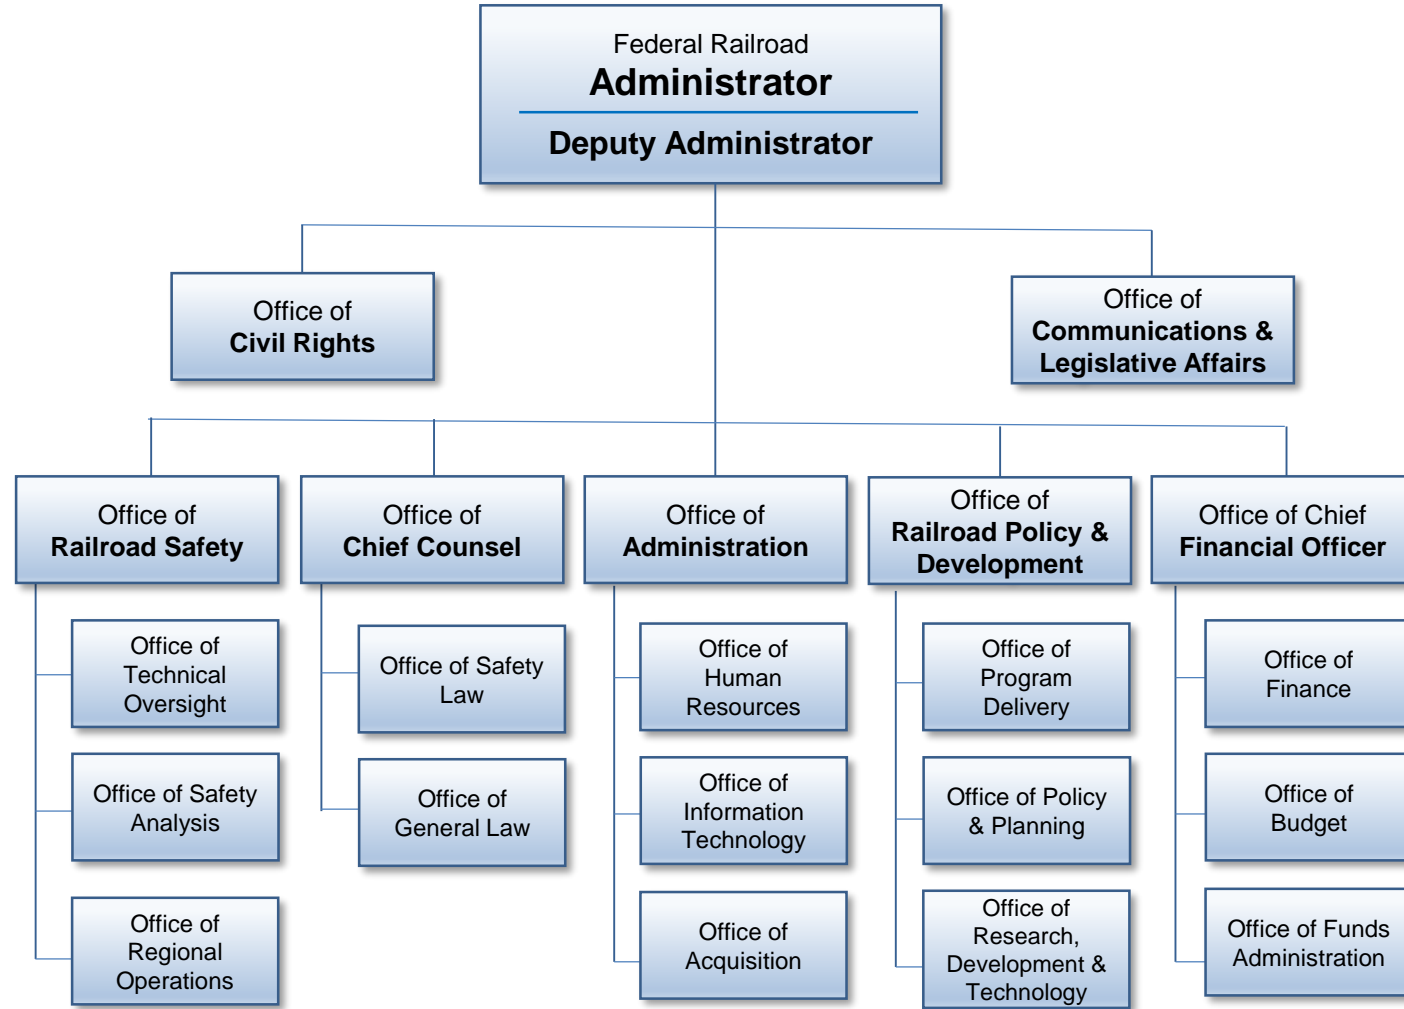 Federal Railroad
Administrator
Deputy Administrator
Office of
Civil Rights
Office of
Communications &
Legislative Affairs
Office of
Railroad Safety
Office of
Chief Counsel
Office of
Administration
Office of
Railroad Policy &
Development
Office of Chief
Financial Officer
Office of
Technical
Oversight
Office of Safety
Analysis
Office of
Regional
Operations
Office of Safety
Law
Office of
General Law
Office of
Human
Resources
Office of
Information
Technology
Office of
Acquisition
Office of
Program
Delivery
Office of Policy
& Planning
Office of
Research,
Development &
Technology
Office of
Finance
Office of
Budget
Office of Funds
Administration